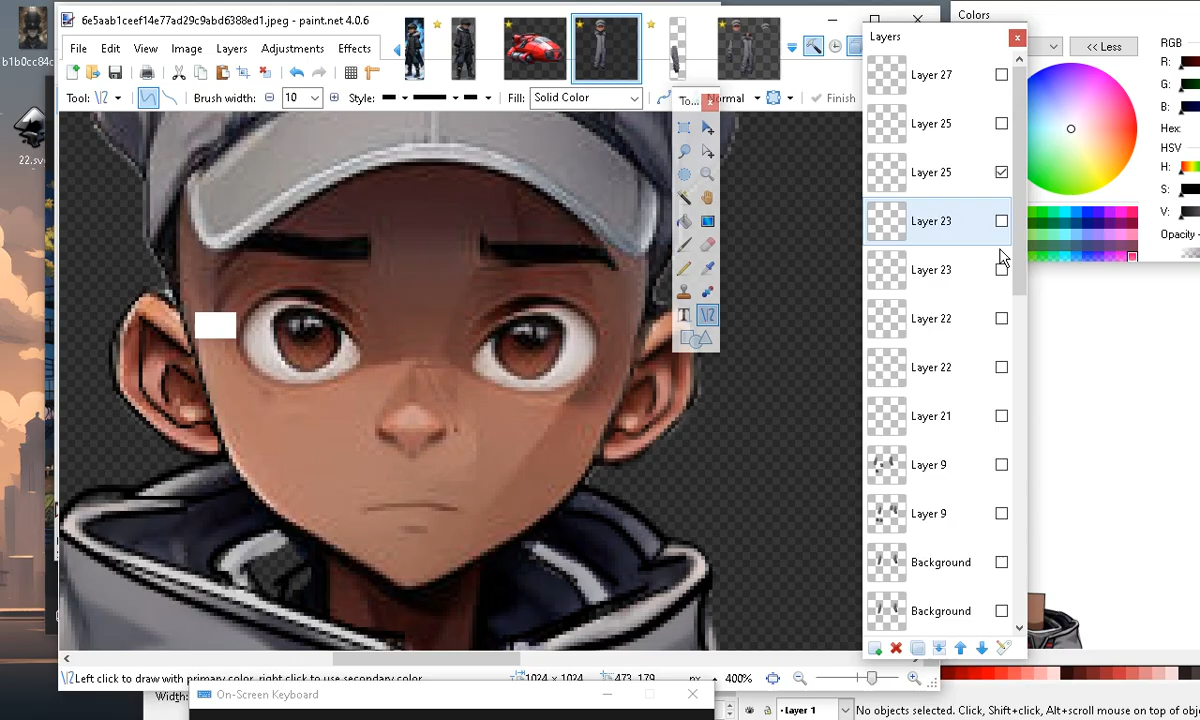 6e5aab1ceef14e77ad29c9abd6388ed1.jpeg - paint.net 4.0.6
File Edit View Image Layers Adjustments Effects
Tool: Brush width: 10 Style: Fill: Solid Color Normal Finish
To...
b1b0cc84c
22.sv
Layers
Layer 27
Layer 25
Layer 25
Layer 23
Layer 23
Layer 22
Layer 22
Layer 21
Layer 9
Layer 9
Background
Background
Colors
<< Less
RGB
R:
G:
B:
Hex:
HSV
H:
S:
V:
Opacity -
Left click to draw with primary color, right click to use secondary color.
1024 × 1024
473, 179
px
400%
Width:
On-Screen Keyboard
Layer 1
No objects selected. Click, Shift+click, Alt+scroll mouse on top of obj